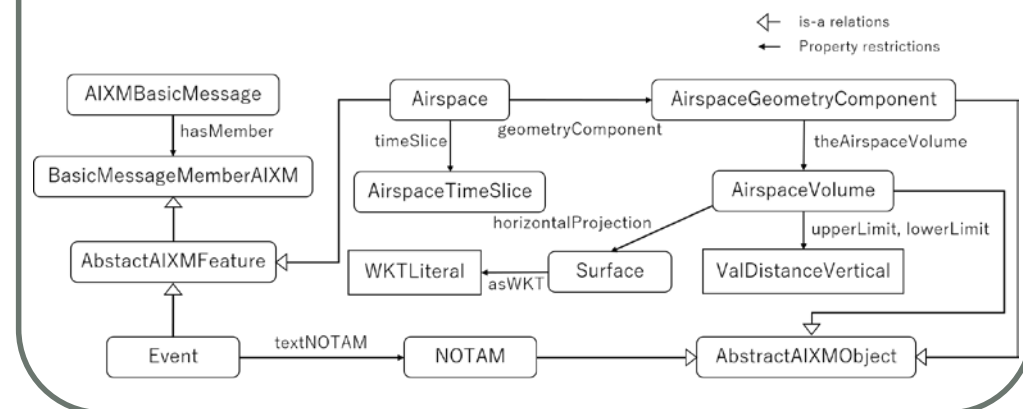 is-a relations
Property restrictions
AIXMBasicMessage
Airspace
AirspaceGeometryComponent
hasMember
timeSlice
geometryComponent
theAirspaceVolume
BasicMessageMemberAIXM
AirspaceTimeSlice
AirspaceVolume
horizontalProjection
upperLimit, lowerLimit
AbstactAIXMFeature
WKTLiteral
asWKT
Surface
ValDistanceVertical
Event
textNOTAM
NOTAM
AbstractAIXMObject